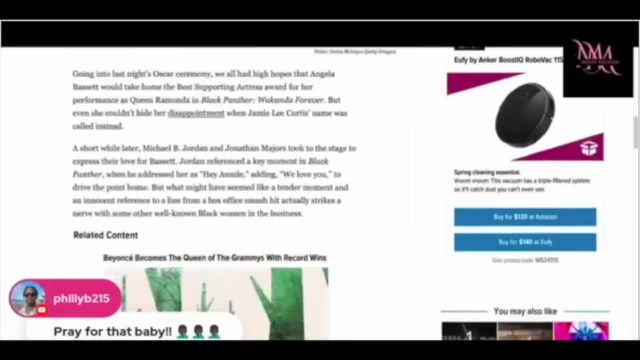 Photo: Emma McIntyre (Getty Images)
Going into last night's Oscar ceremony, we all had high hopes that Angela
Bassett would take home the Best Supporting Actress award for her
performance as Queen Ramonda in Black Panther: Wakanda Forever. But
even she couldn't hide her disappointment when Jamie Lee Curtis' name was
called instead.
A short while later, Michael B. Jordan and Jonathan Majors took to the stage to
express their love for Bassett. Jordan referenced a key moment in Black
Panther, when he addressed her as "Hey Auntie," adding, "We love you," to
drive the point home. But what might have seemed like a tender moment and
an innocent reference to a line from a box office smash hit actually strikes a
nerve with some other well-known Black women in the business.
Related Content
Beyoncé Becomes The Queen of The Grammys With Record Wins
phillyb215
Pray for that baby!!
Eufy by Anker BoostIQ RoboVac 11S
Spring cleaning essential.
Vroom vroom: This vacuum has a triple-filtered system
so it'll catch dust you can't even see.
Buy for $130 at Amazon
Buy for $140 at Eufy
Use promo code WS24Y115
You may also like